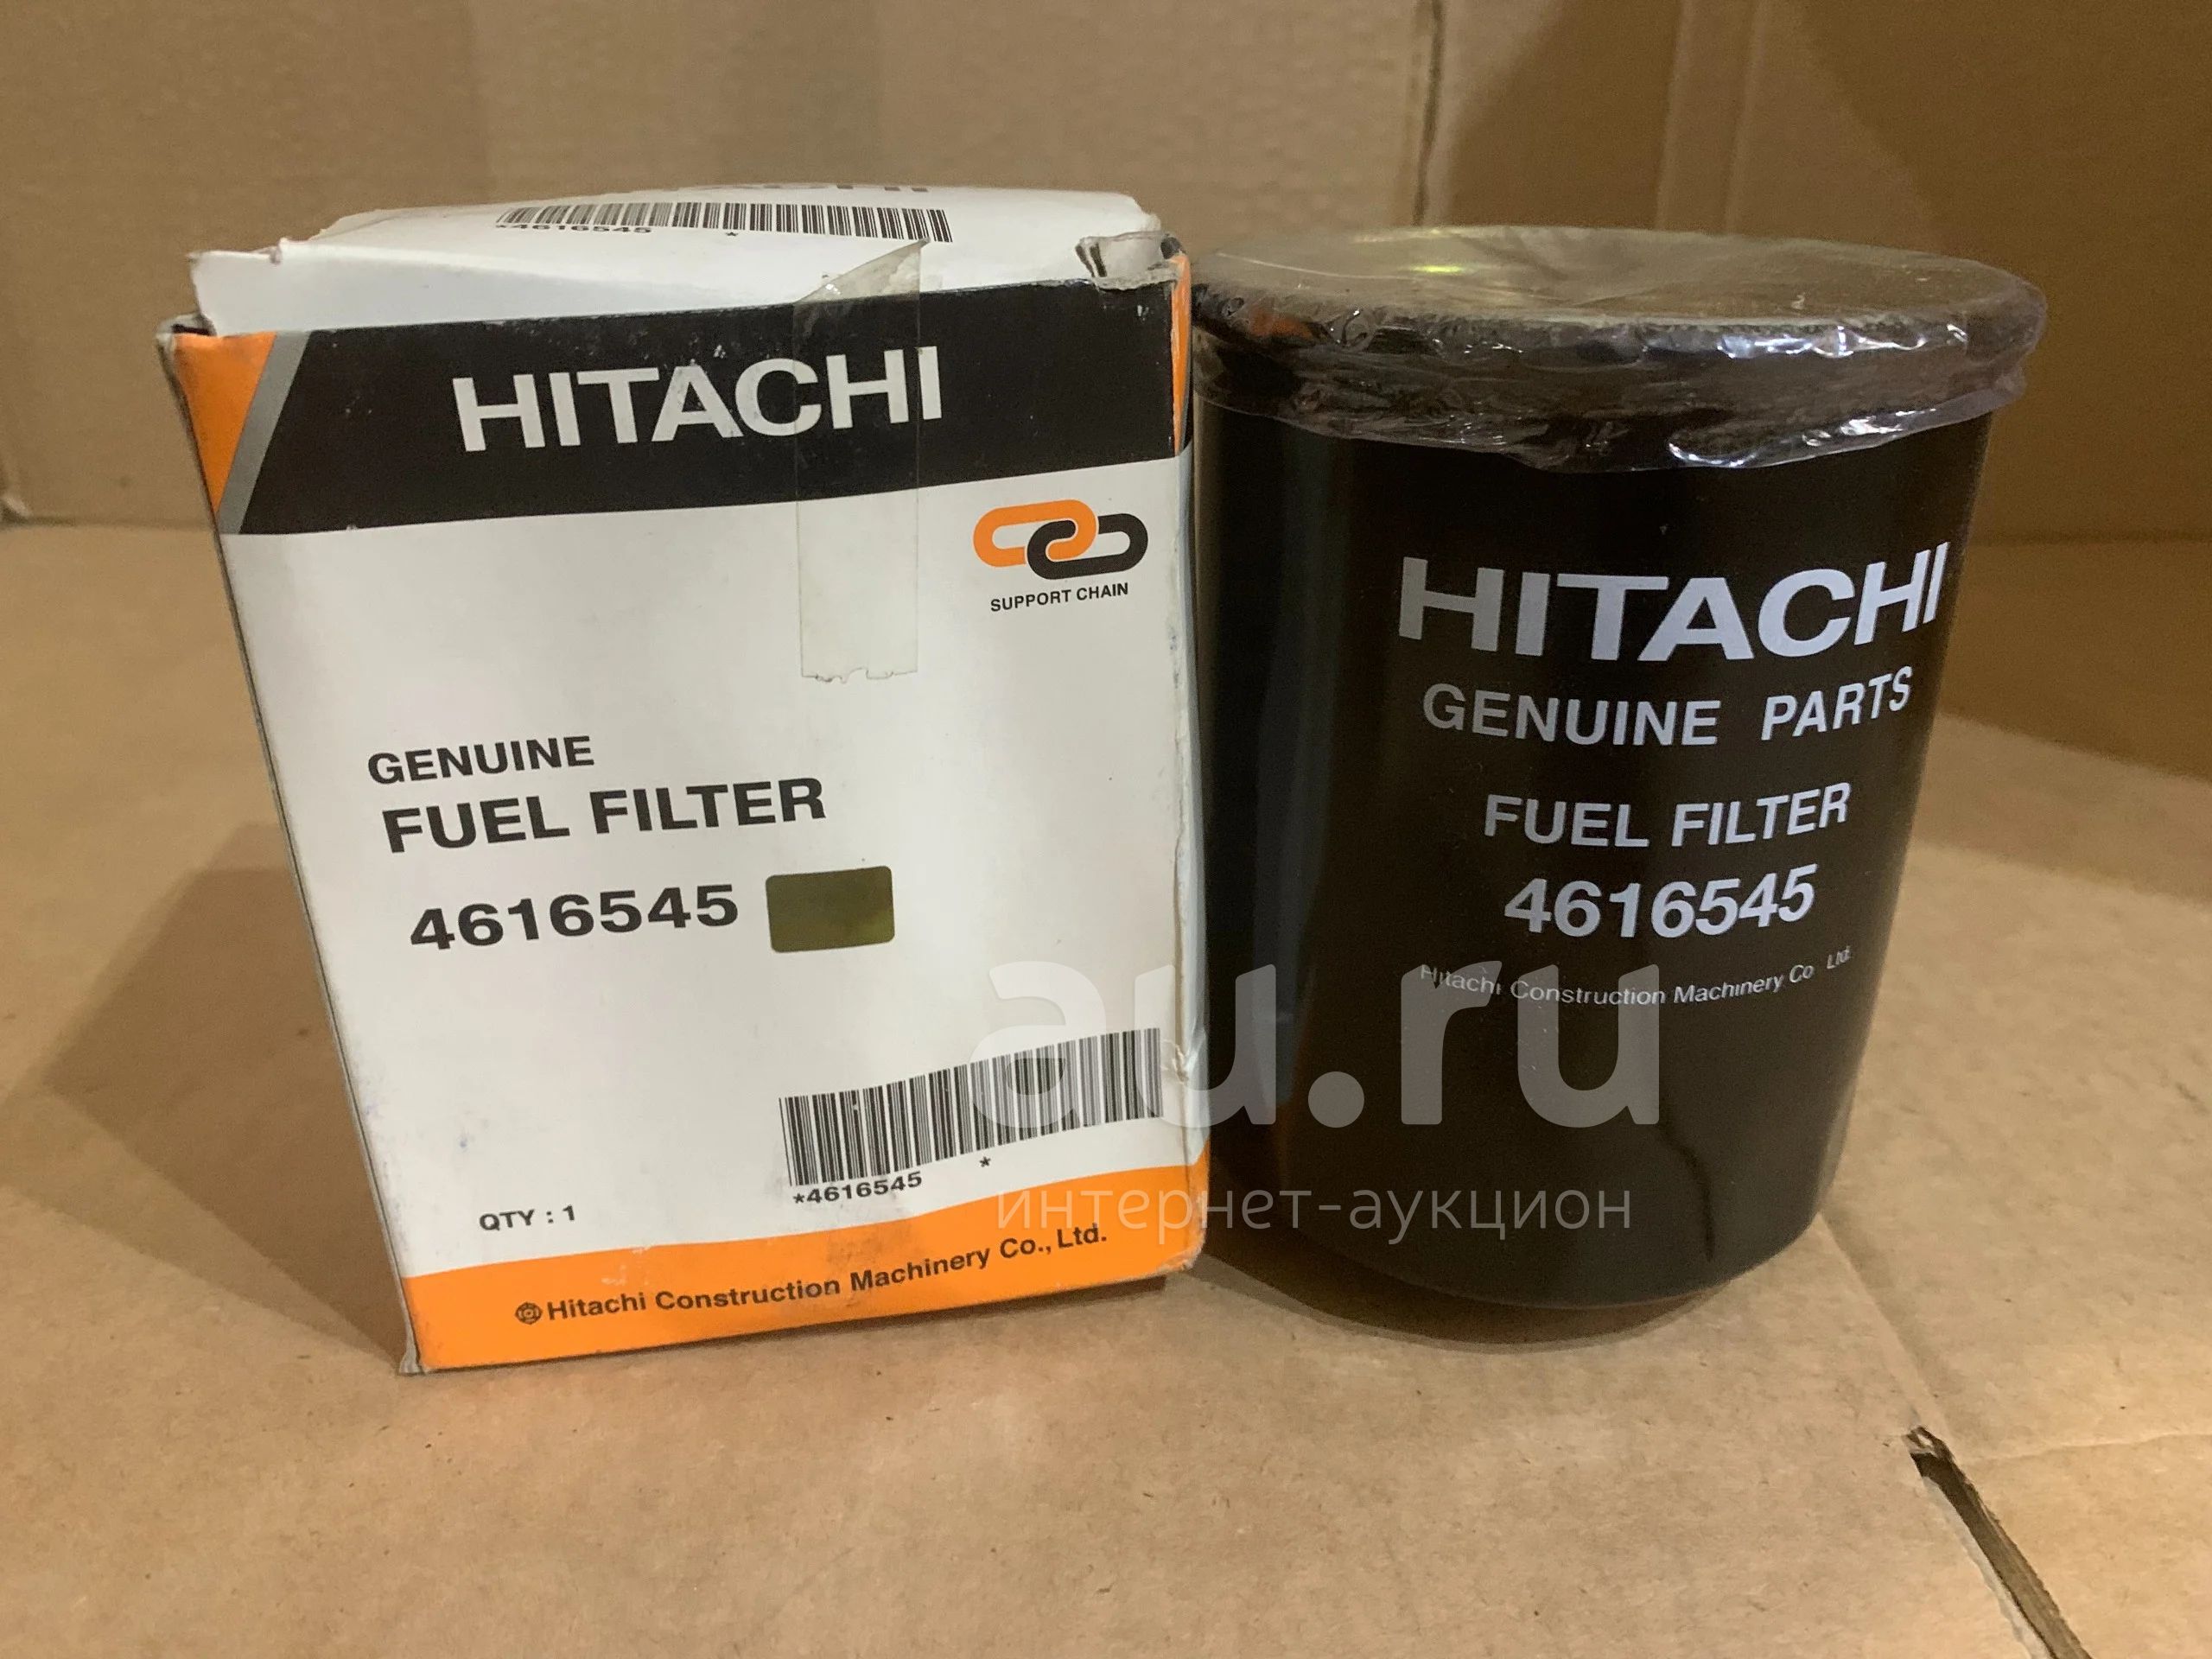 *4616545 *
HITACHI
SUPPORT CHAIN
GENUINE
FUEL FILTER
4616545
*4616545 *
QTY : 1
Hitachi Construction Machinery Co., Ltd.
HITACHI
GENUINE PARTS
FUEL FILTER
4616545
Hitachi Construction Machinery Co Ltd.
au.ru
интернет-аукцион